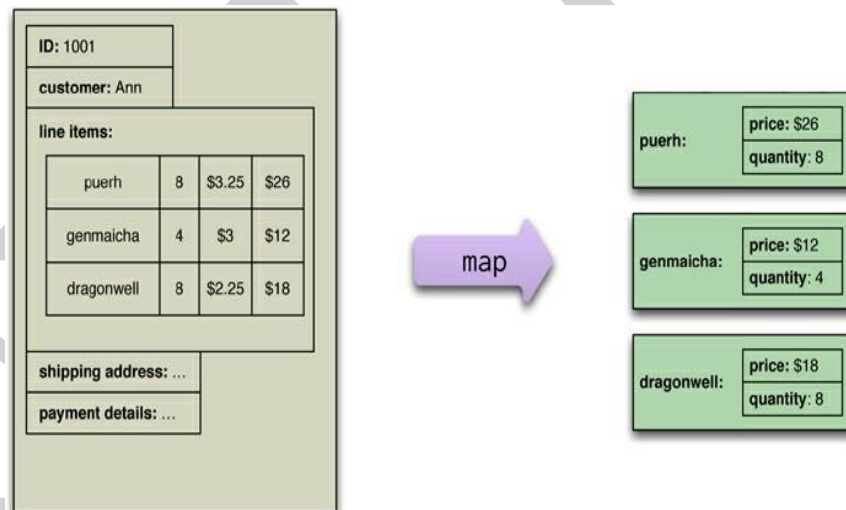 ID: 1001
customer: Ann
line items:
puerh 8 $3.25 $26
genmaicha 4 $3 $12
dragonwell 8 $2.25 $18
shipping address: ...
payment details: ...
map
puerh:
price: $26
quantity: 8
genmaicha:
price: $12
quantity: 4
dragonwell:
price: $18
quantity: 8